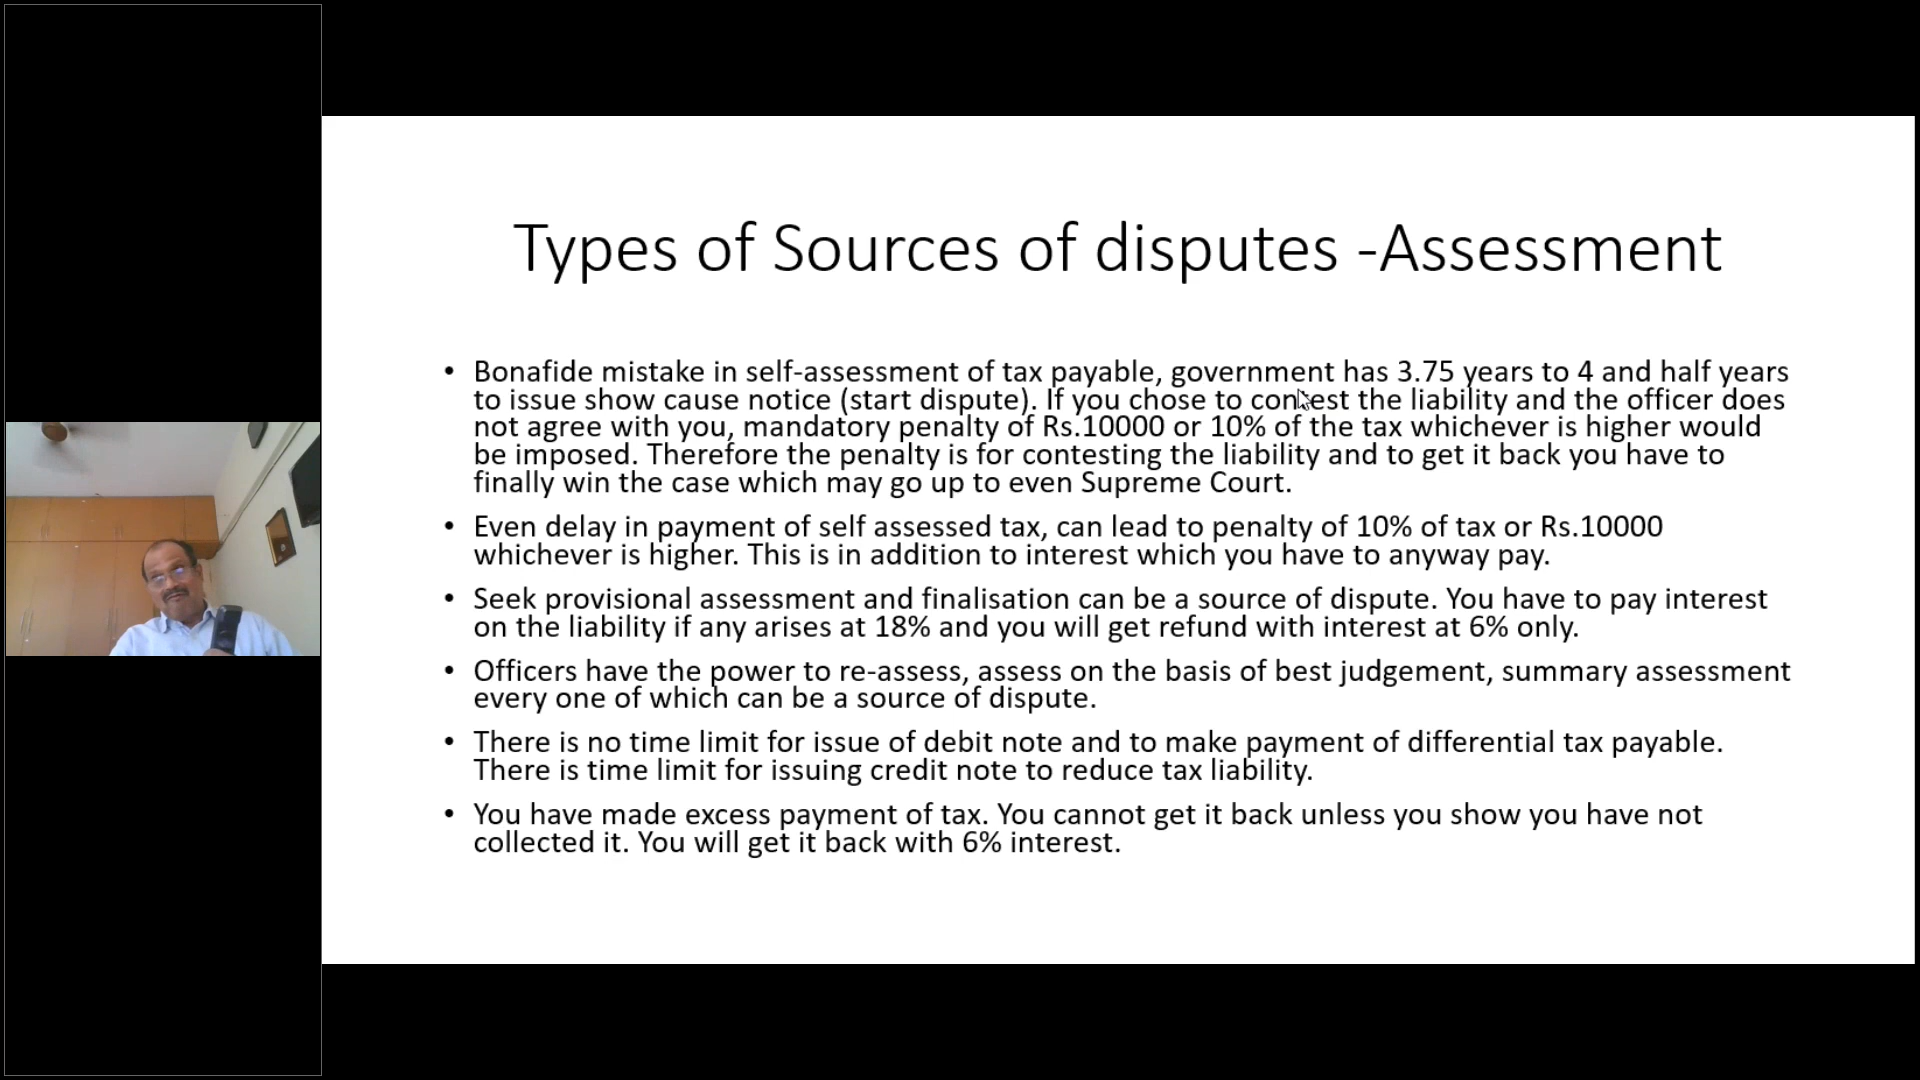 Types of Sources of disputes -Assessment
• Bonafide mistake in self-assessment of tax payable, government has 3.75 years to 4 and half years
to issue show cause notice (start dispute). If you chose to contest the liability and the officer does
not agree with you, mandatory penalty of Rs.10000 or 10% of the tax whichever is higher would
be imposed. Therefore the penalty is for contesting the liability and to get it back you have to
finally win the case which may go up to even Supreme Court.
• Even delay in payment of self assessed tax, can lead to penalty of 10% of tax or Rs.10000
whichever is higher. This is in addition to interest which you have to anyway pay.
• Seek provisional assessment and finalisation can be a source of dispute. You have to pay interest
on the liability if any arises at 18% and you will get refund with interest at 6% only.
• Officers have the power to re-assess, assess on the basis of best judgement, summary assessment
every one of which can be a source of dispute.
• There is no time limit for issue of debit note and to make payment of differential tax payable.
There is time limit for issuing credit note to reduce tax liability.
• You have made excess payment of tax. You cannot get it back unless you show you have not
collected it. You will get it back with 6% interest.